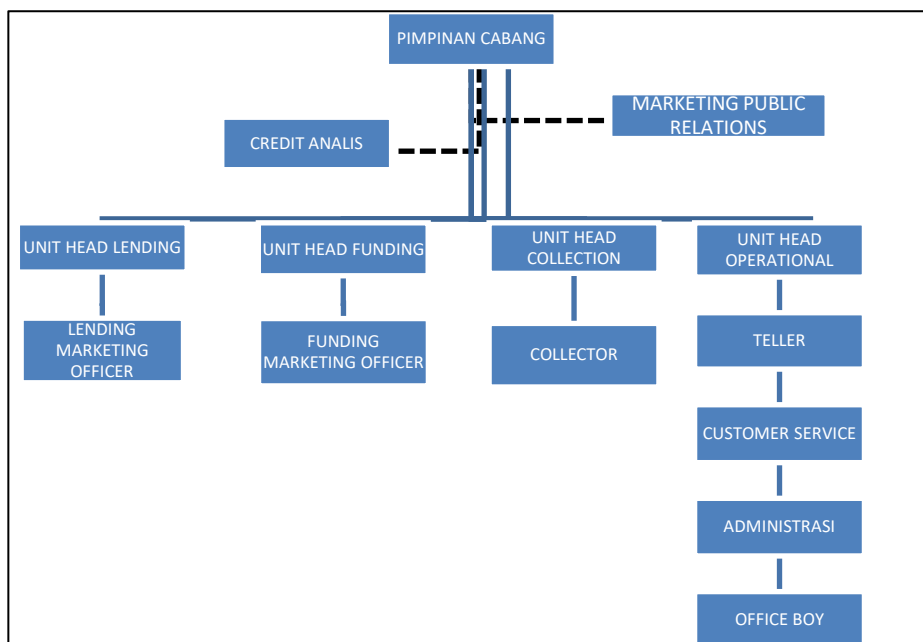 PIMPINAN CABANG
MARKETING PUBLIC
RELATIONS
CREDIT ANALIS
UNIT HEAD LENDING
UNIT HEAD FUNDING
UNIT HEAD
COLLECTION
UNIT HEAD
OPERATIONAL
LENDING
MARKETING
OFFICER
FUNDING
MARKETING OFFICER
COLLECTOR
TELLER
CUSTOMER SERVICE
ADMINISTRASI
OFFICE BOY